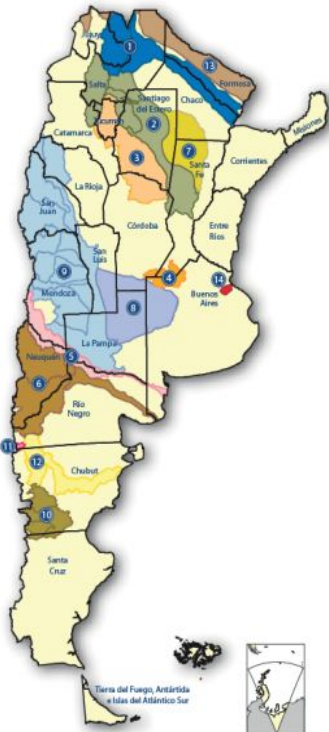 Jujuy
1
13
Formosa
Salta
Santiago
del Estero
Chaco
Misiones
Tucumán
2
Catamarca
7
3
Santa
Fe
Corrientes
La Rioja
San
Juan
Córdoba
Entre
Ríos
San
Luis
9
4
14
Mendoza
Buenos
Aires
8
5
La Pampa
Neuquén
6
Río
Negro
11
12
Chubut
10
Santa
Cruz
Tierra del Fuego, Antártida
e Islas del Atlántico Sur